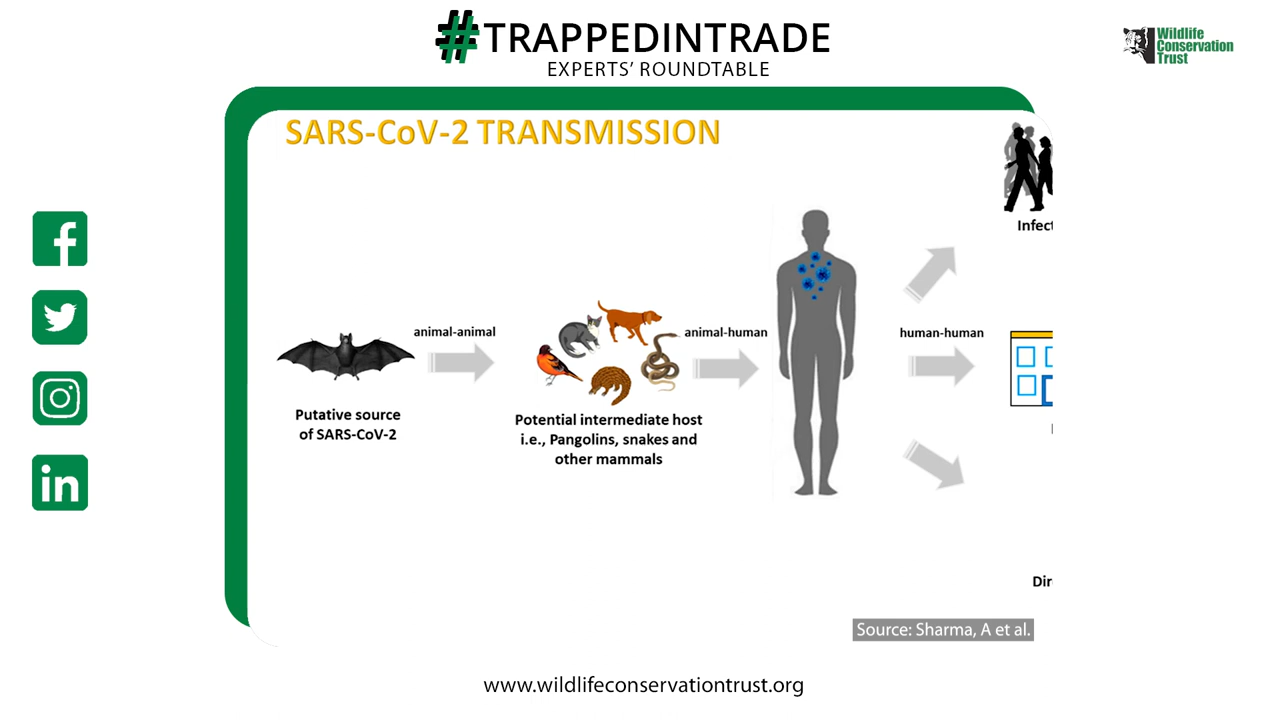 #TRAPPEDINTRADE
EXPERTS' ROUNDTABLE
Wildlife
Conservation
Trust
SARS-CoV-2 TRANSMISSION
animal-animal
animal-human
human-human
Putative source
of SARS-CoV-2
Potential intermediate host
i.e., Pangolins, snakes and
other mammals
Source: Sharma, A et al.
www.wildlifeconservationtrust.org